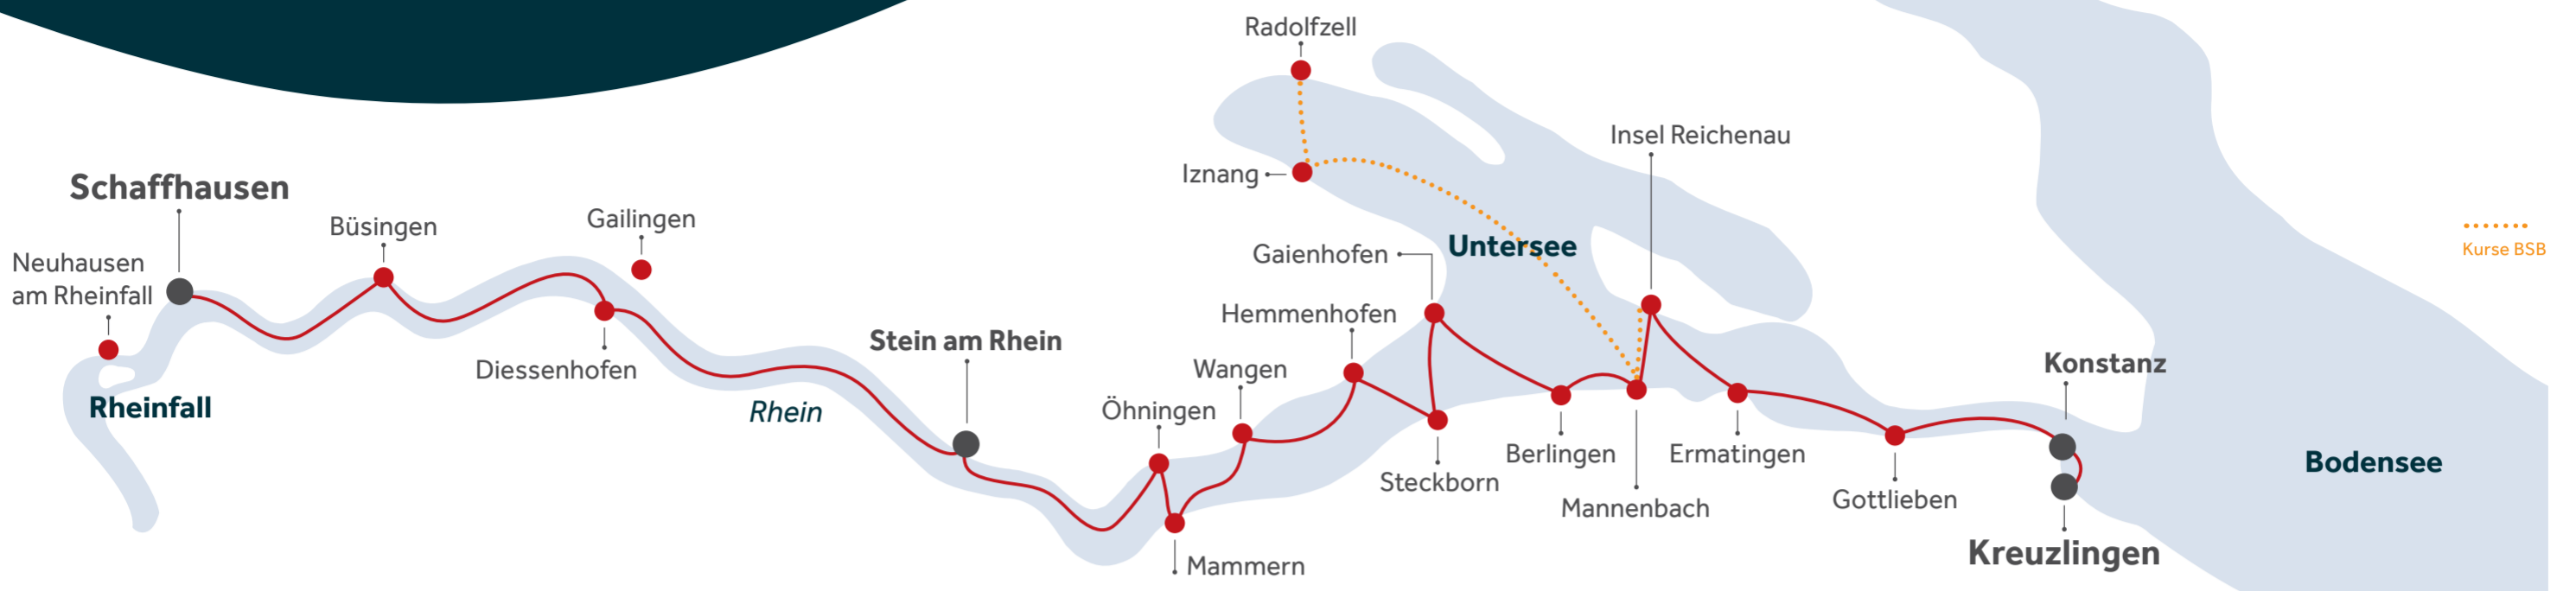 Radolfzell
Insel Reichenau
Iznang
Schaffhausen
Gailingen
Büsingen
Kurse BSB
Untersee
Gaienhofen
Neuhausen
am Rheinfall
Hemmenhofen
Stein am Rhein
Konstanz
Wangen
Diessenhofen
Rheinfall
Rhein
Öhningen
Berlingen
Ermatingen
Bodensee
Steckborn
Gottlieben
Mannenbach
Kreuzlingen
Mammern